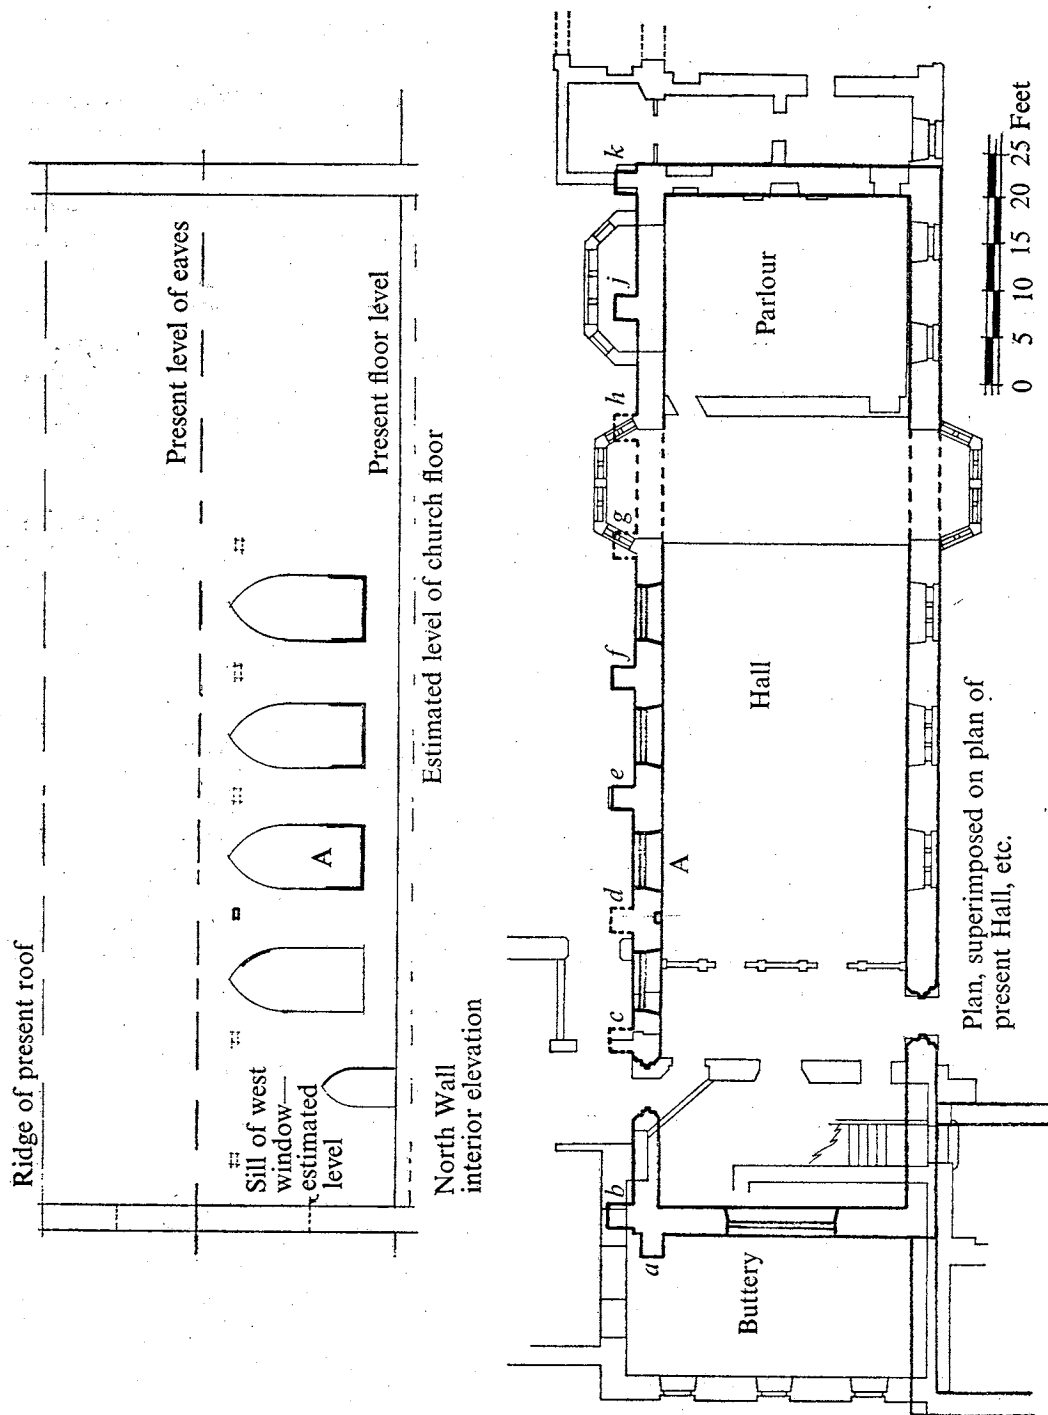 Ridge of present roof
Present level of eaves
Sill of west
window—
estimated
level
A
Present floor level
Estimated level of church floor
North Wall
interior elevation
a
b
c
d
e
f
g
h
j
k
A
Buttery
Hall
Parlour
Plan, superimposed on plan of
present Hall, etc.
0 5 10 15 20 25 Feet